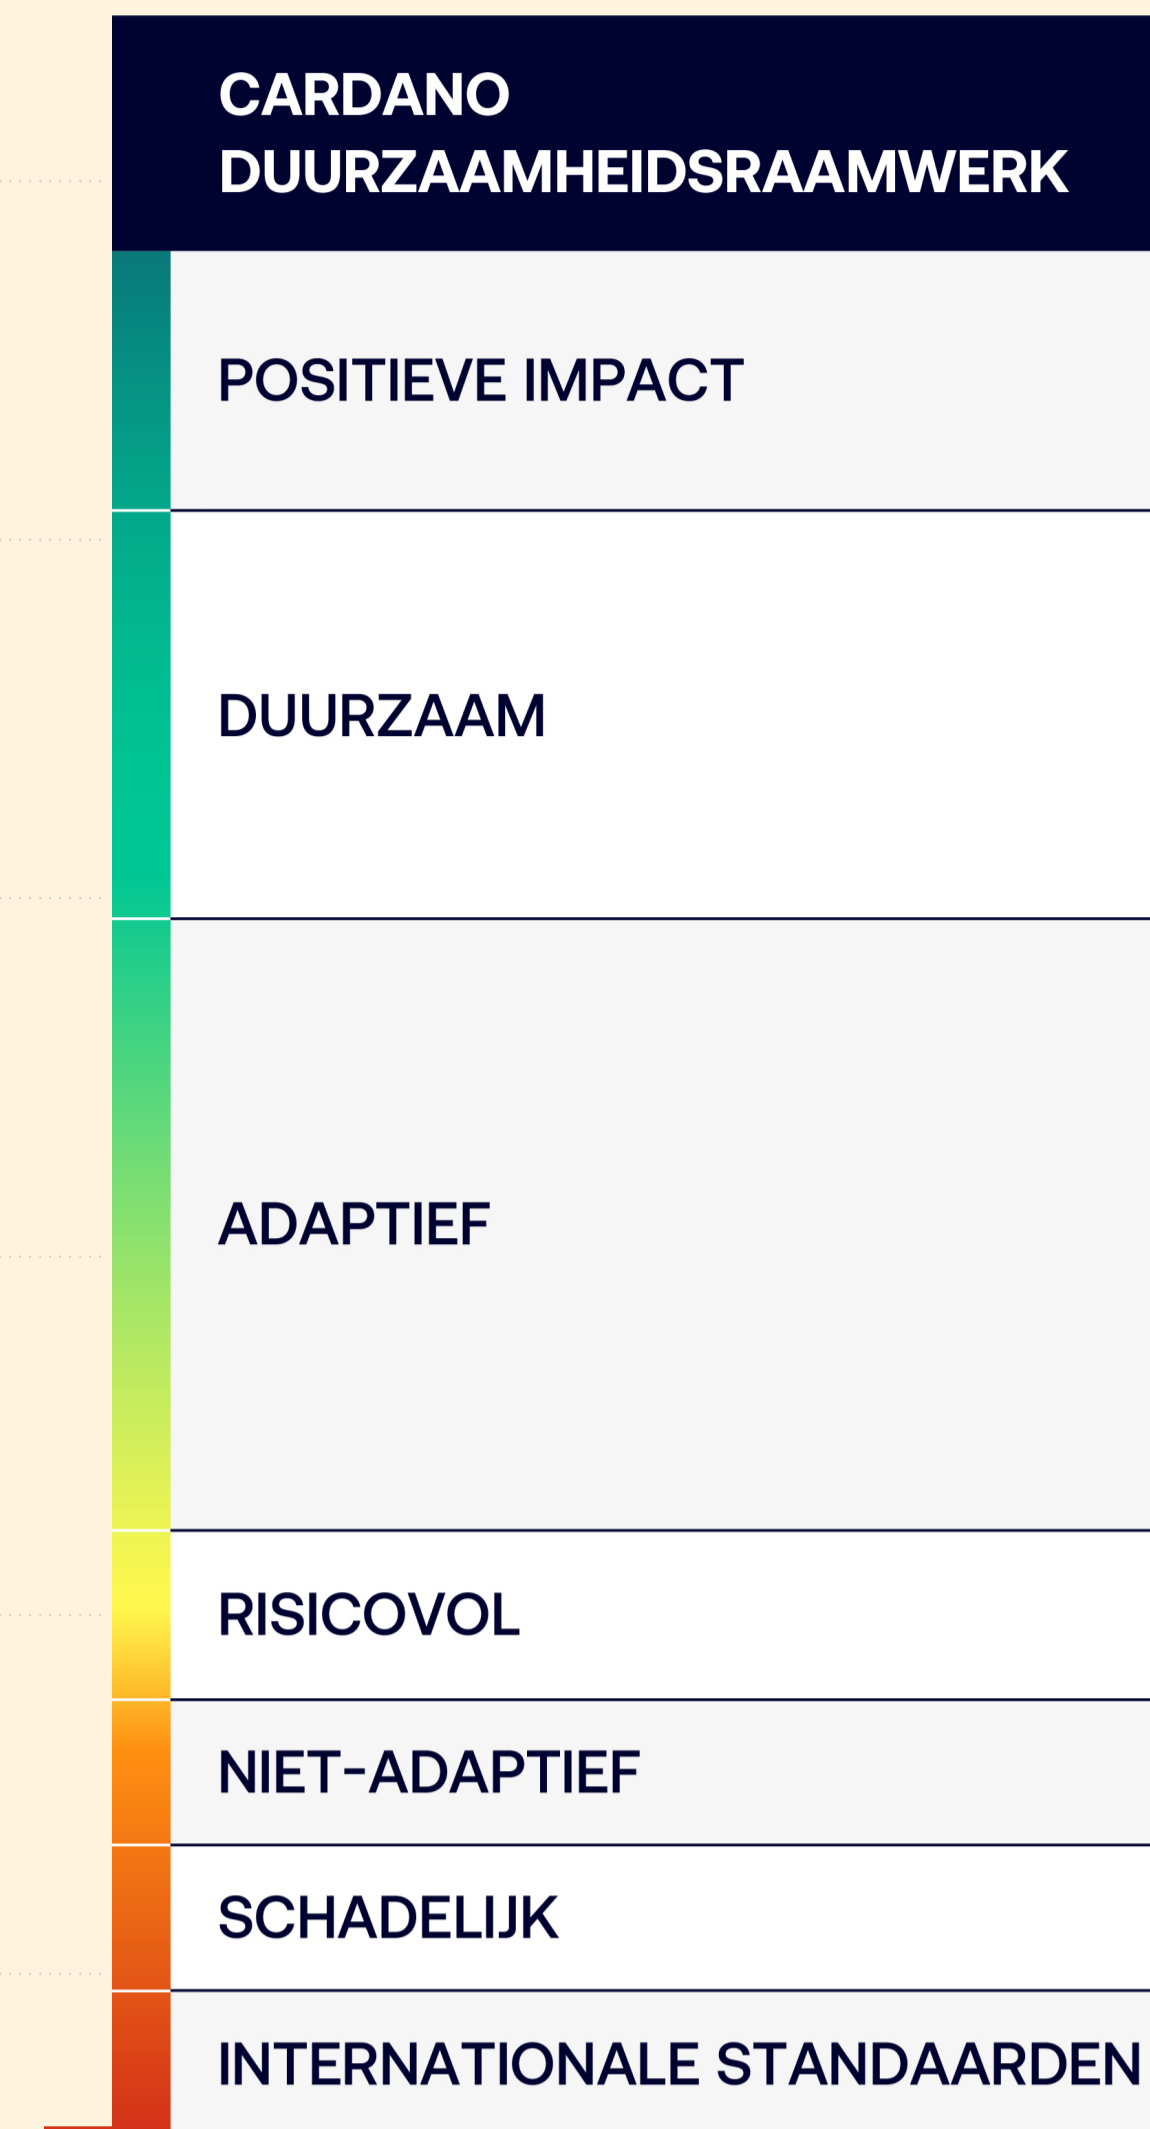 CARDANO
DUURZAAMHEIDSRAAMWERK
POSITIEVE IMPACT
DUURZAAM
ADAPTIEF
RISICOVOL
NIET-ADAPTIEF
SCHADELIJK
INTERNATIONALE STANDAARDEN